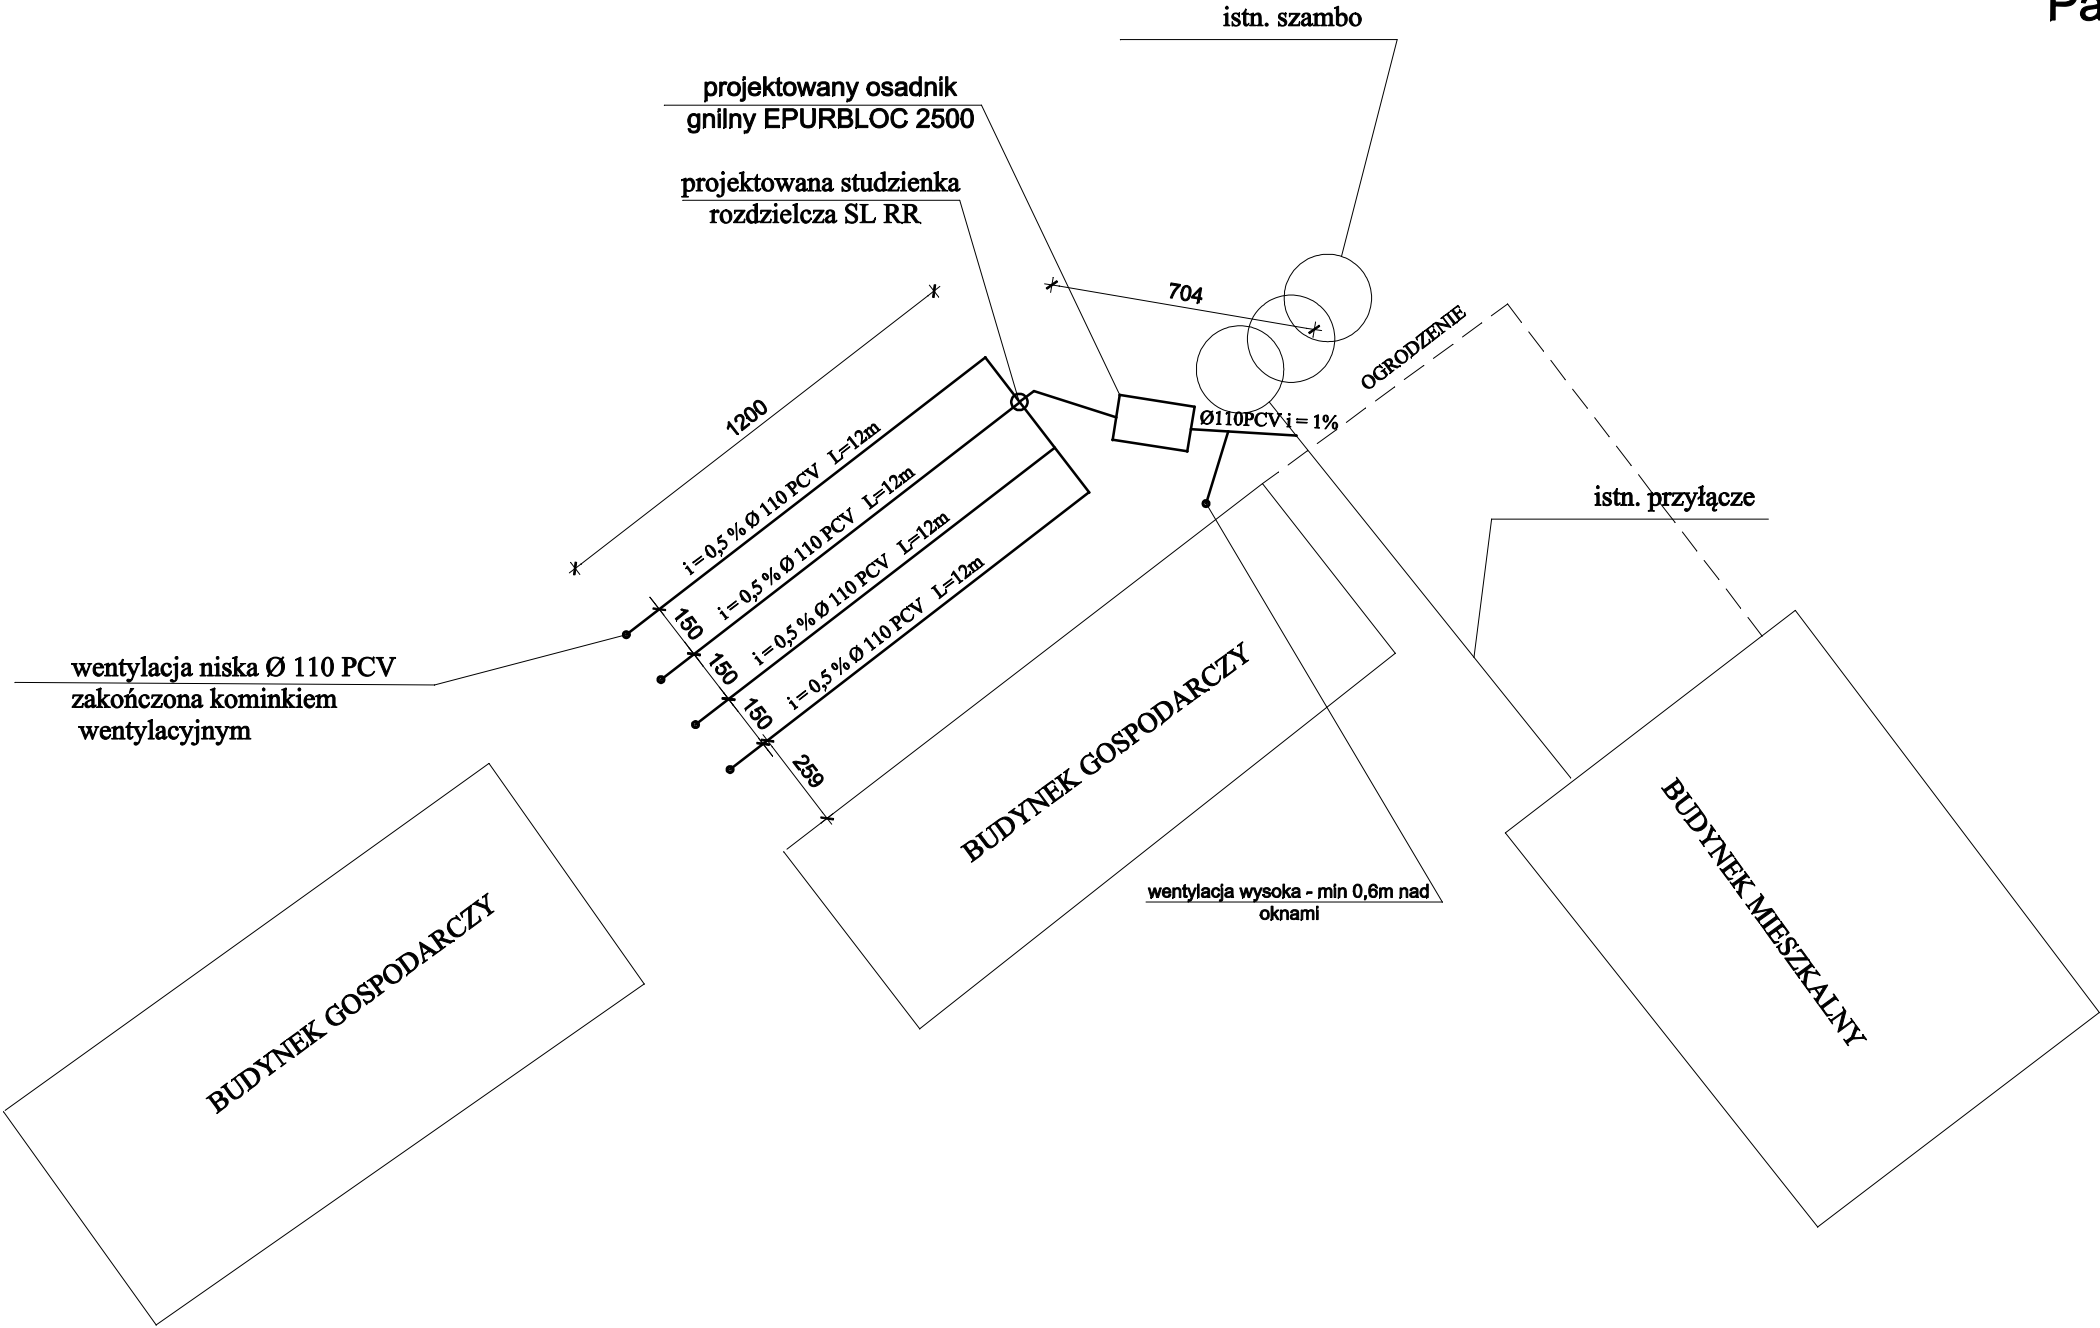 Pa
istn. szambo
projektowany osadnik
gnilny EPURBLOC 2500
projektowana studzienka
rozdzielcza SL RR
704
OGRODZENIE
1200
Ø110PCV i = 1%
i = 0,5 % Ø 110 PCV L=12m
i = 0,5 % Ø 110 PCV L=12m
i = 0,5 % Ø 110 PCV L=12m
i = 0,5 % Ø 110 PCV L=12m
istn. przyłącze
150
150
150
259
wentylacja niska Ø 110 PCV
zakończona kominkiem
wentylacyjnym
BUDYNEK GOSPODARCZY
wentylacja wysoka - min 0,6m nad
oknami
BUDYNEK MIESZKALNY
BUDYNEK GOSPODARCZY